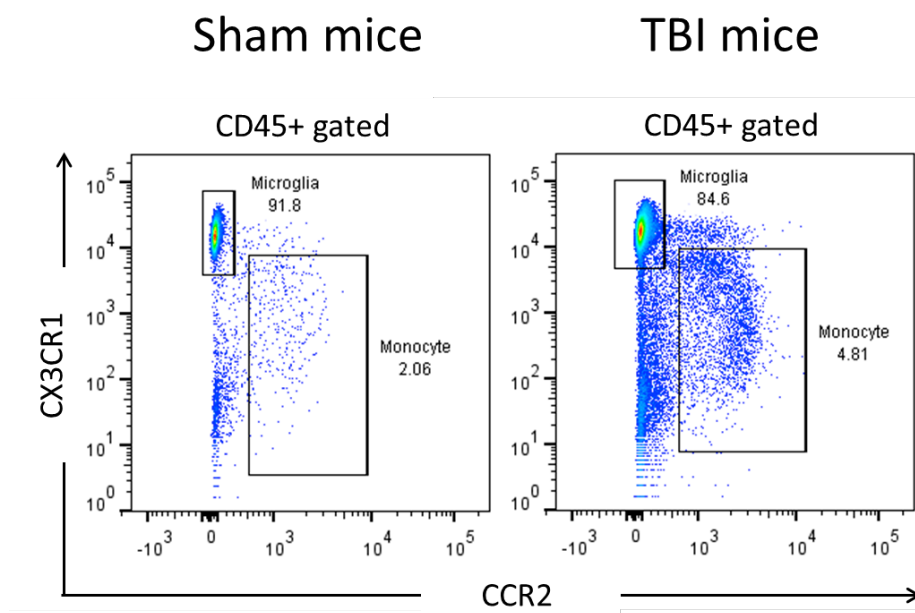 Sham mice
TBI mice
CD45+ gated
CD45+ gated
CX3CR1
10^5
10^4
10^3
10^2
10^1
10^0
Microglia
91.8
Monocyte
2.06
-10^3
0
10^3
10^4
10^5
10^5
10^4
10^3
10^2
10^1
10^0
Microglia
84.6
Monocyte
4.81
-10^3
0
10^3
10^4
10^5
CCR2